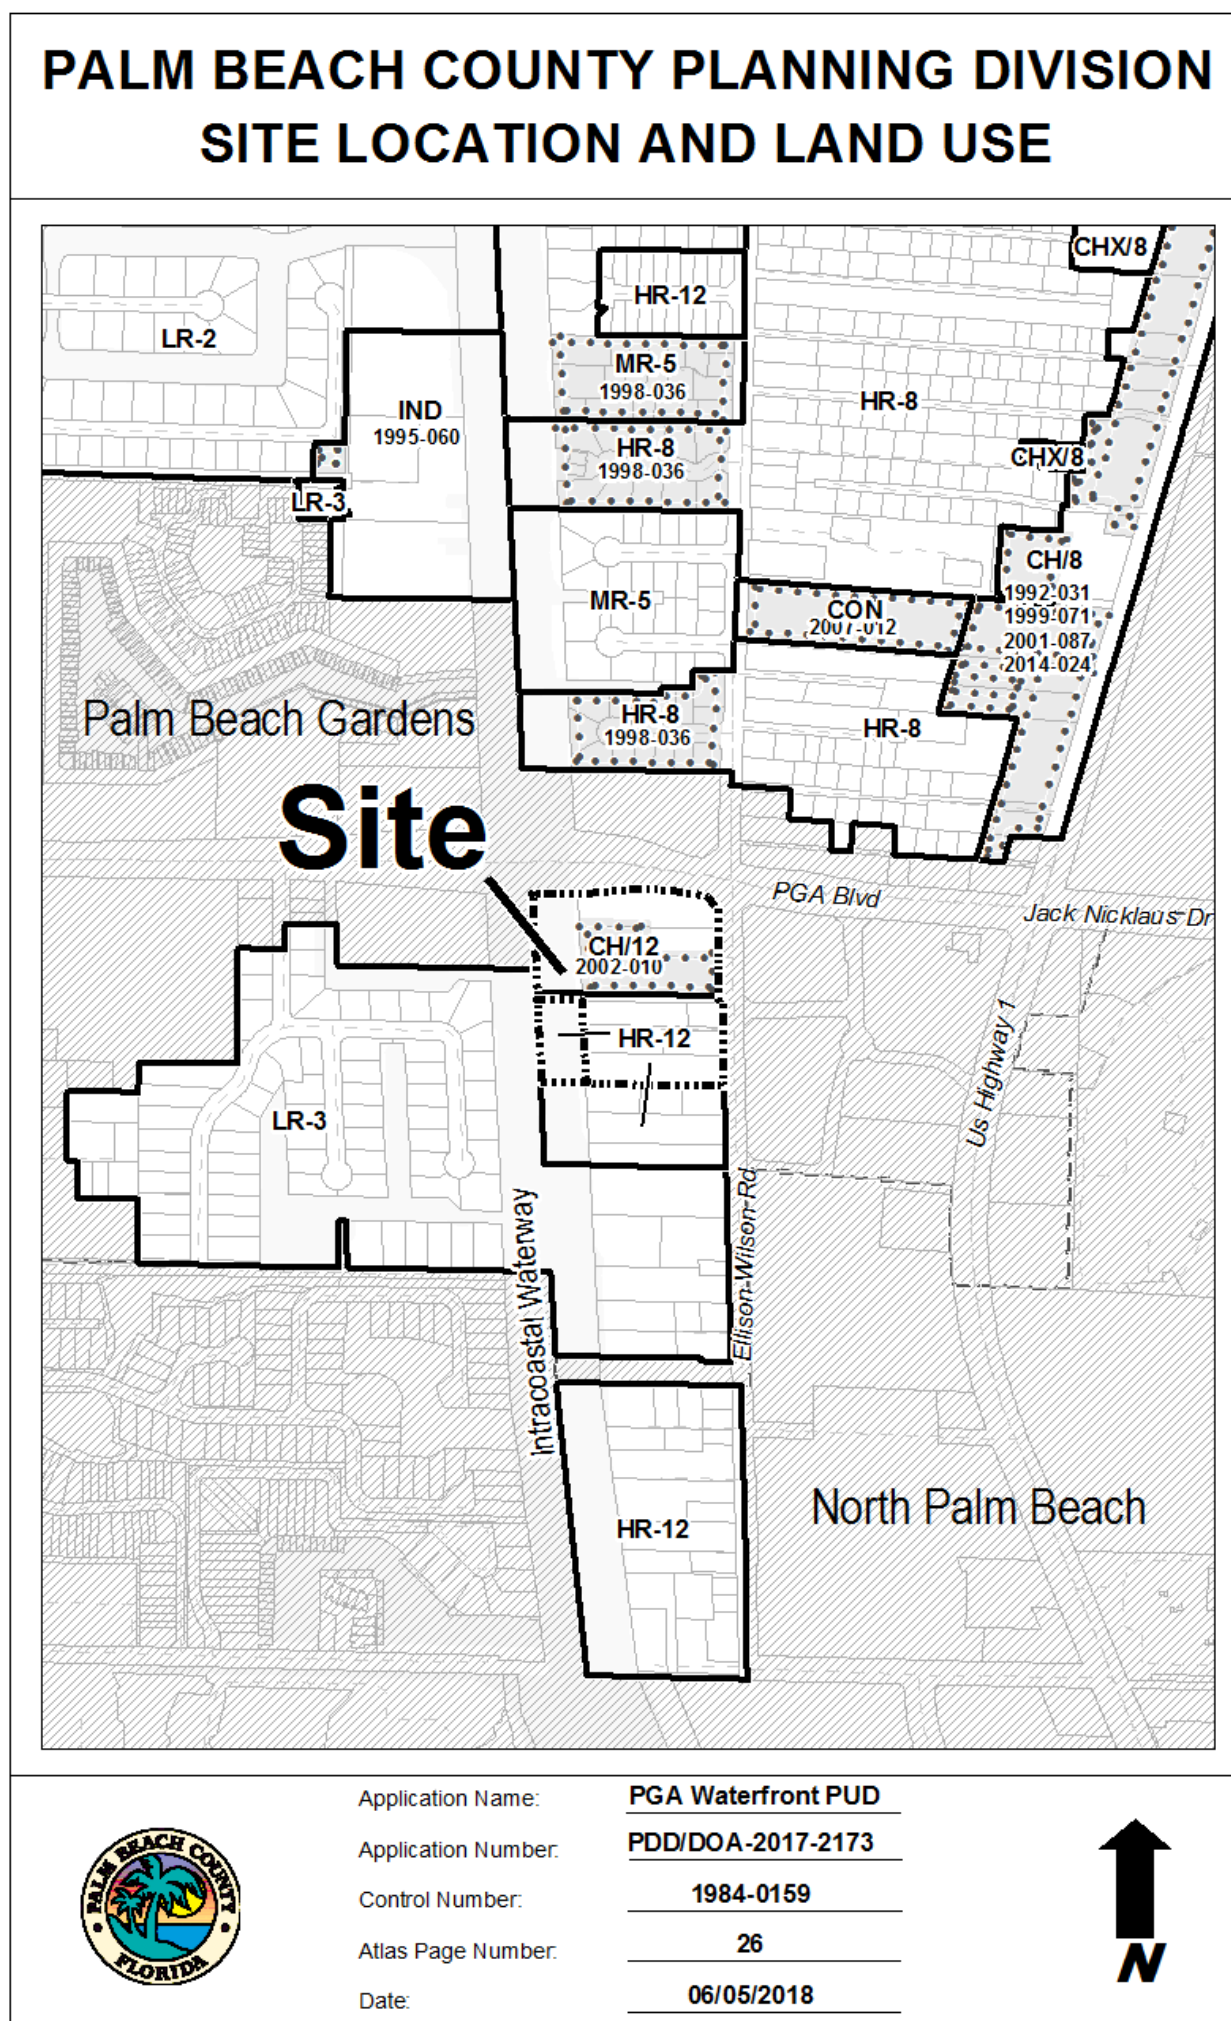 PALM BEACH COUNTY PLANNING DIVISION
SITE LOCATION AND LAND USE
CHX/8
HR-12
LR-2
MR-5
1998-036
HR-8
IND
1995-060
HR-8
1998-036
CHX/8
LR-3
CH/8
1992-031
1999-071
2001-087
2014-024
MR-5
CON
2007-012
Palm Beach Gardens
HR-8
1998-036
HR-8
Site
PGA Blvd
Jack Nicklaus Dr
CH/12
2002-010
HR-12
Us Highway 1
LR-3
Intracoastal Waterway
Ellison Wilson Rd
North Palm Beach
HR-12
Application Name: PGA Waterfront PUD
Application Number: PDD/DOA-2017-2173
Control Number: 1984-0159
Atlas Page Number: 26
Date: 06/05/2018
PALM BEACH COUNTY
FLORIDA
N